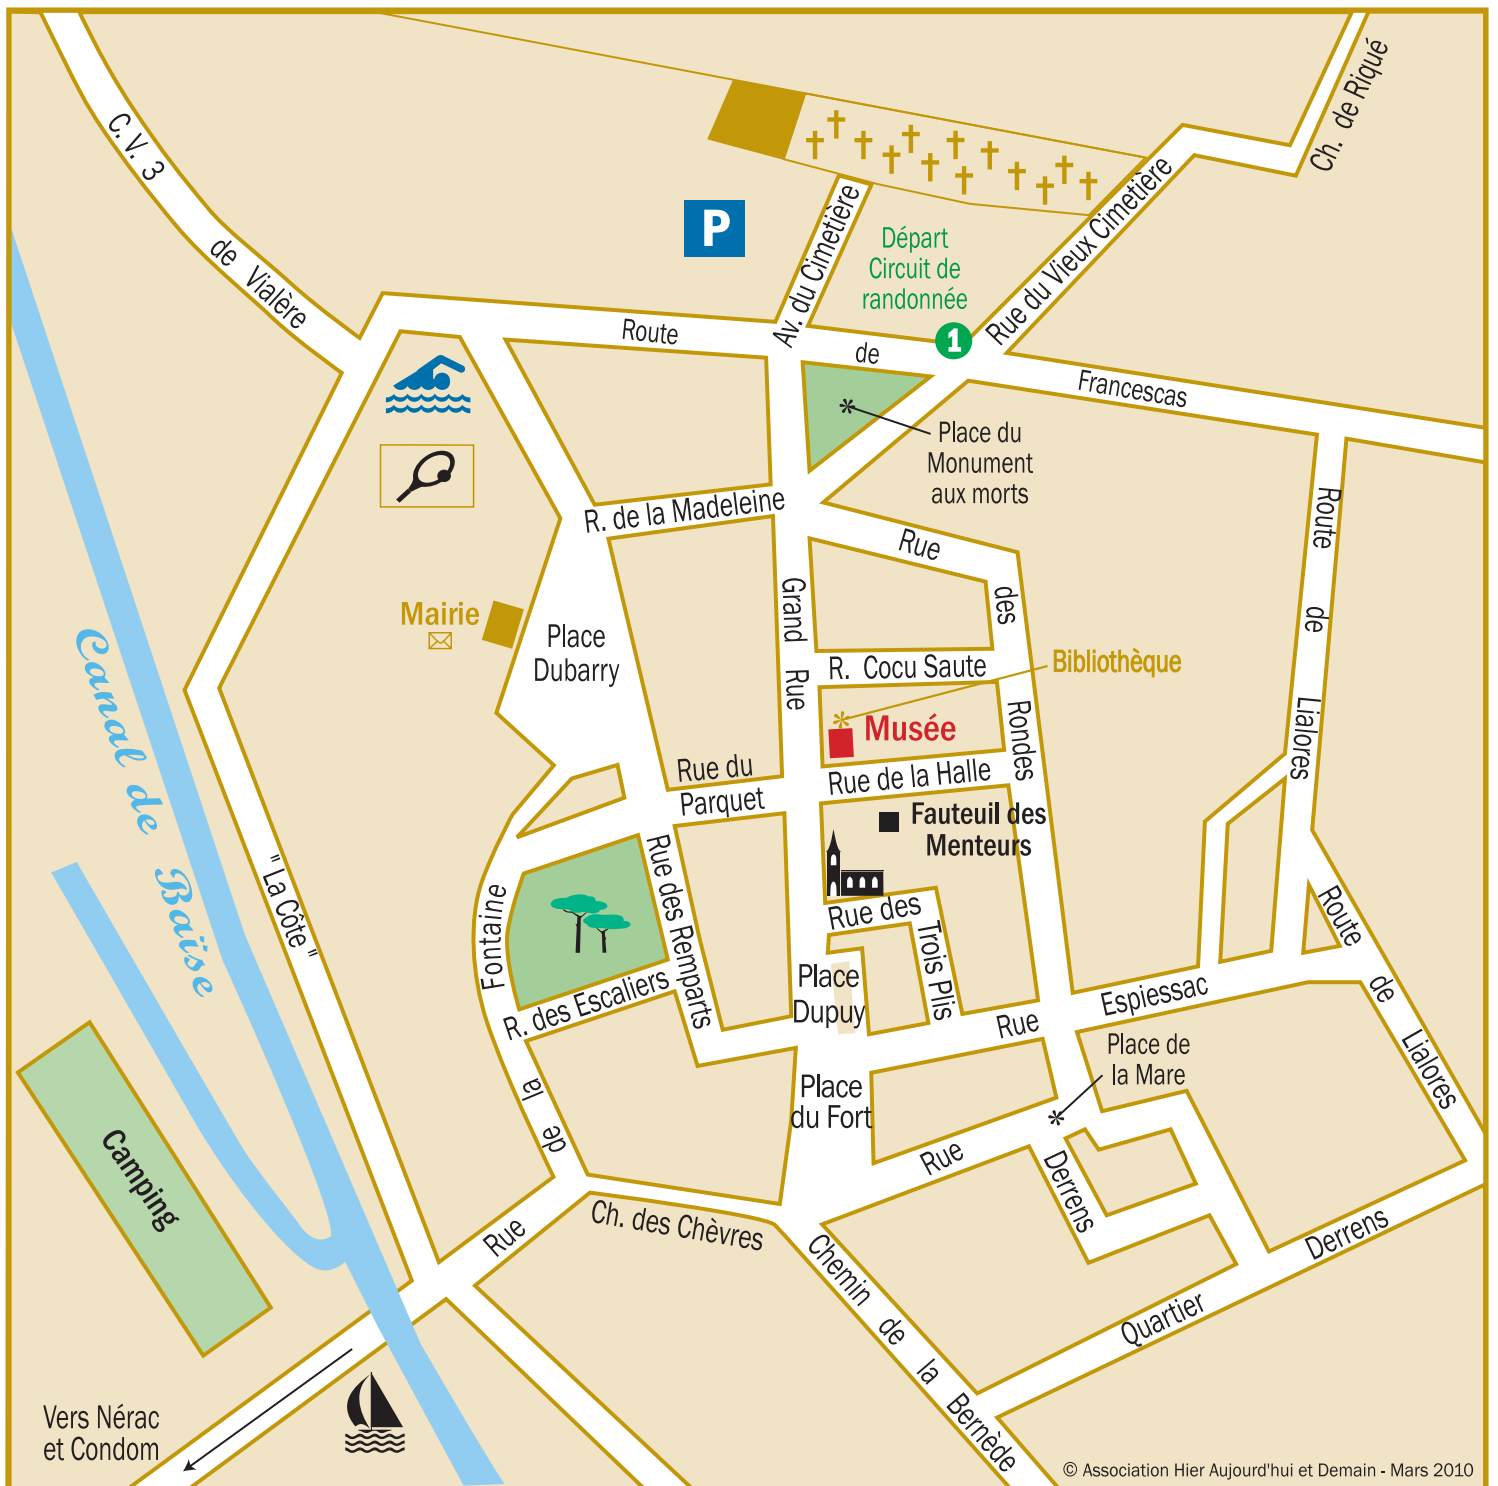 C. V. 3
de Vialère
Ch. de Riqué
P
Av. du Cimetière
Départ
Circuit de
randonnée
1
Rue du Vieux Cimetière
Route
de
Francescas
Place du
Monument
aux morts
R. de la Madeleine
Rue
des
Rondes
Route
de
Lialores
Mairie
Place
Dubarry
Grand
Rue
R. Cocu Saute
Bibliothèque
Musée
Rue du
Parquet
Rue de la Halle
Fauteuil des
Menteurs
Canal de
Baïse
" La Côte "
Rue des Remparts
Rue des
Trois Plis
Route
de
Lialores
Fontaine
de la
Rue
R. des Escaliers
Place
Dupuy
Rue
Espiessac
Place de
la Mare
Place
du Fort
Rue
Derrens
Camping
Ch. des Chèvres
Chemin
de
la
Bernède
Quartier
Derrens
Vers Nérac
et Condom
© Association Hier Aujourd'hui et Demain - Mars 2010